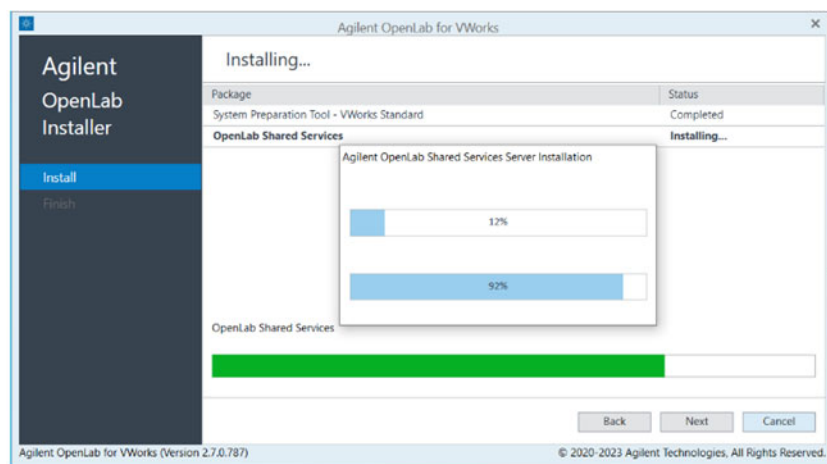 Agilent OpenLab for VWorks
Agilent
OpenLab
Installer
Install
Finish
Installing...
Package Status
System Preparation Tool - VWorks Standard Completed
OpenLab Shared Services Installing...
Agilent OpenLab Shared Services Server Installation
12%
92%
OpenLab Shared Services
Back Next Cancel
Agilent OpenLab for VWorks (Version 2.7.0.787) © 2020-2023 Agilent Technologies, All Rights Reserved.